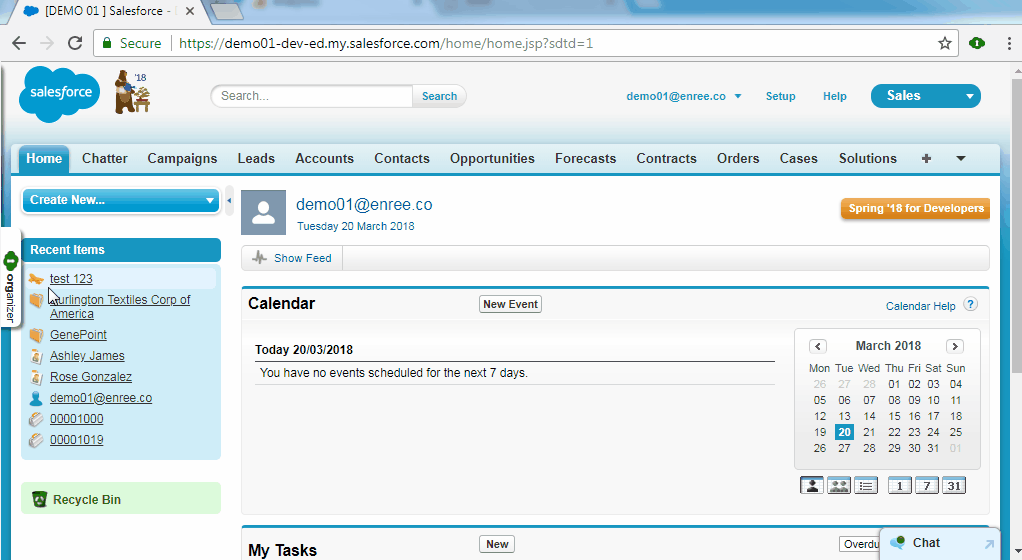 [DEMO 01 ] Salesforce -
Secure
https://demo01-dev-ed.my.salesforce.com/home/home.jsp?sdtd=1
salesforce
'18
Search...
Search
demo01@enree.co
Setup
Help
Sales
Home
Chatter
Campaigns
Leads
Accounts
Contacts
Opportunities
Forecasts
Contracts
Orders
Cases
Solutions
+
Create New...
organizer
Recent Items
test 123
Burlington Textiles Corp of
America
GenePoint
Ashley James
Rose Gonzalez
demo01@enree.co
00001000
00001019
Recycle Bin
demo01@enree.co
Tuesday 20 March 2018
Spring '18 for Developers
Show Feed
Calendar
New Event
Calendar Help
?
Today 20/03/2018
You have no events scheduled for the next 7 days.
March 2018
Mon Tue Wed Thu Fri Sat Sun
26 27 28 01 02 03 04
05 06 07 08 09 10 11
12 13 14 15 16 17 18
19 20 21 22 23 24 25
26 27 28 29 30 31 01
1 7 31
My Tasks
New
Overdu
Chat